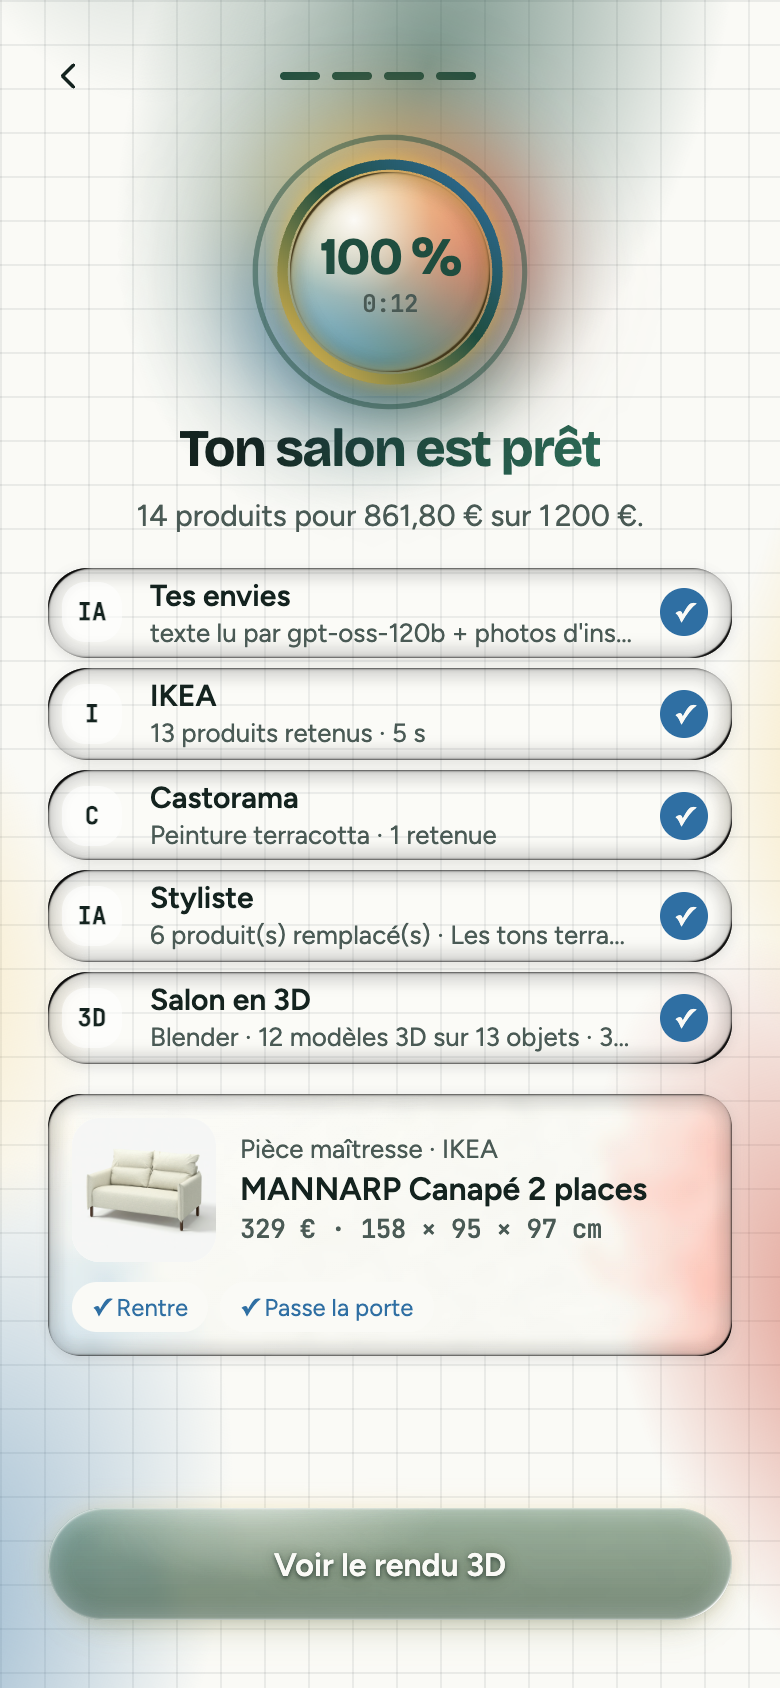 100 %
0:12
Ton salon est prêt
14 produits pour 861,80 € sur 1 200 €.
IA
Tes envies
texte lu par gpt-oss-120b + photos d'ins...
I
IKEA
13 produits retenus · 5 s
C
Castorama
Peinture terracotta · 1 retenue
IA
Styliste
6 produit(s) remplacé(s) · Les tons terra...
3D
Salon en 3D
Blender · 12 modèles 3D sur 13 objets · 3...
Pièce maîtresse · IKEA
MANNARP Canapé 2 places
329 € · 158 × 95 × 97 cm
✓ Rentre
✓ Passe la porte
Voir le rendu 3D